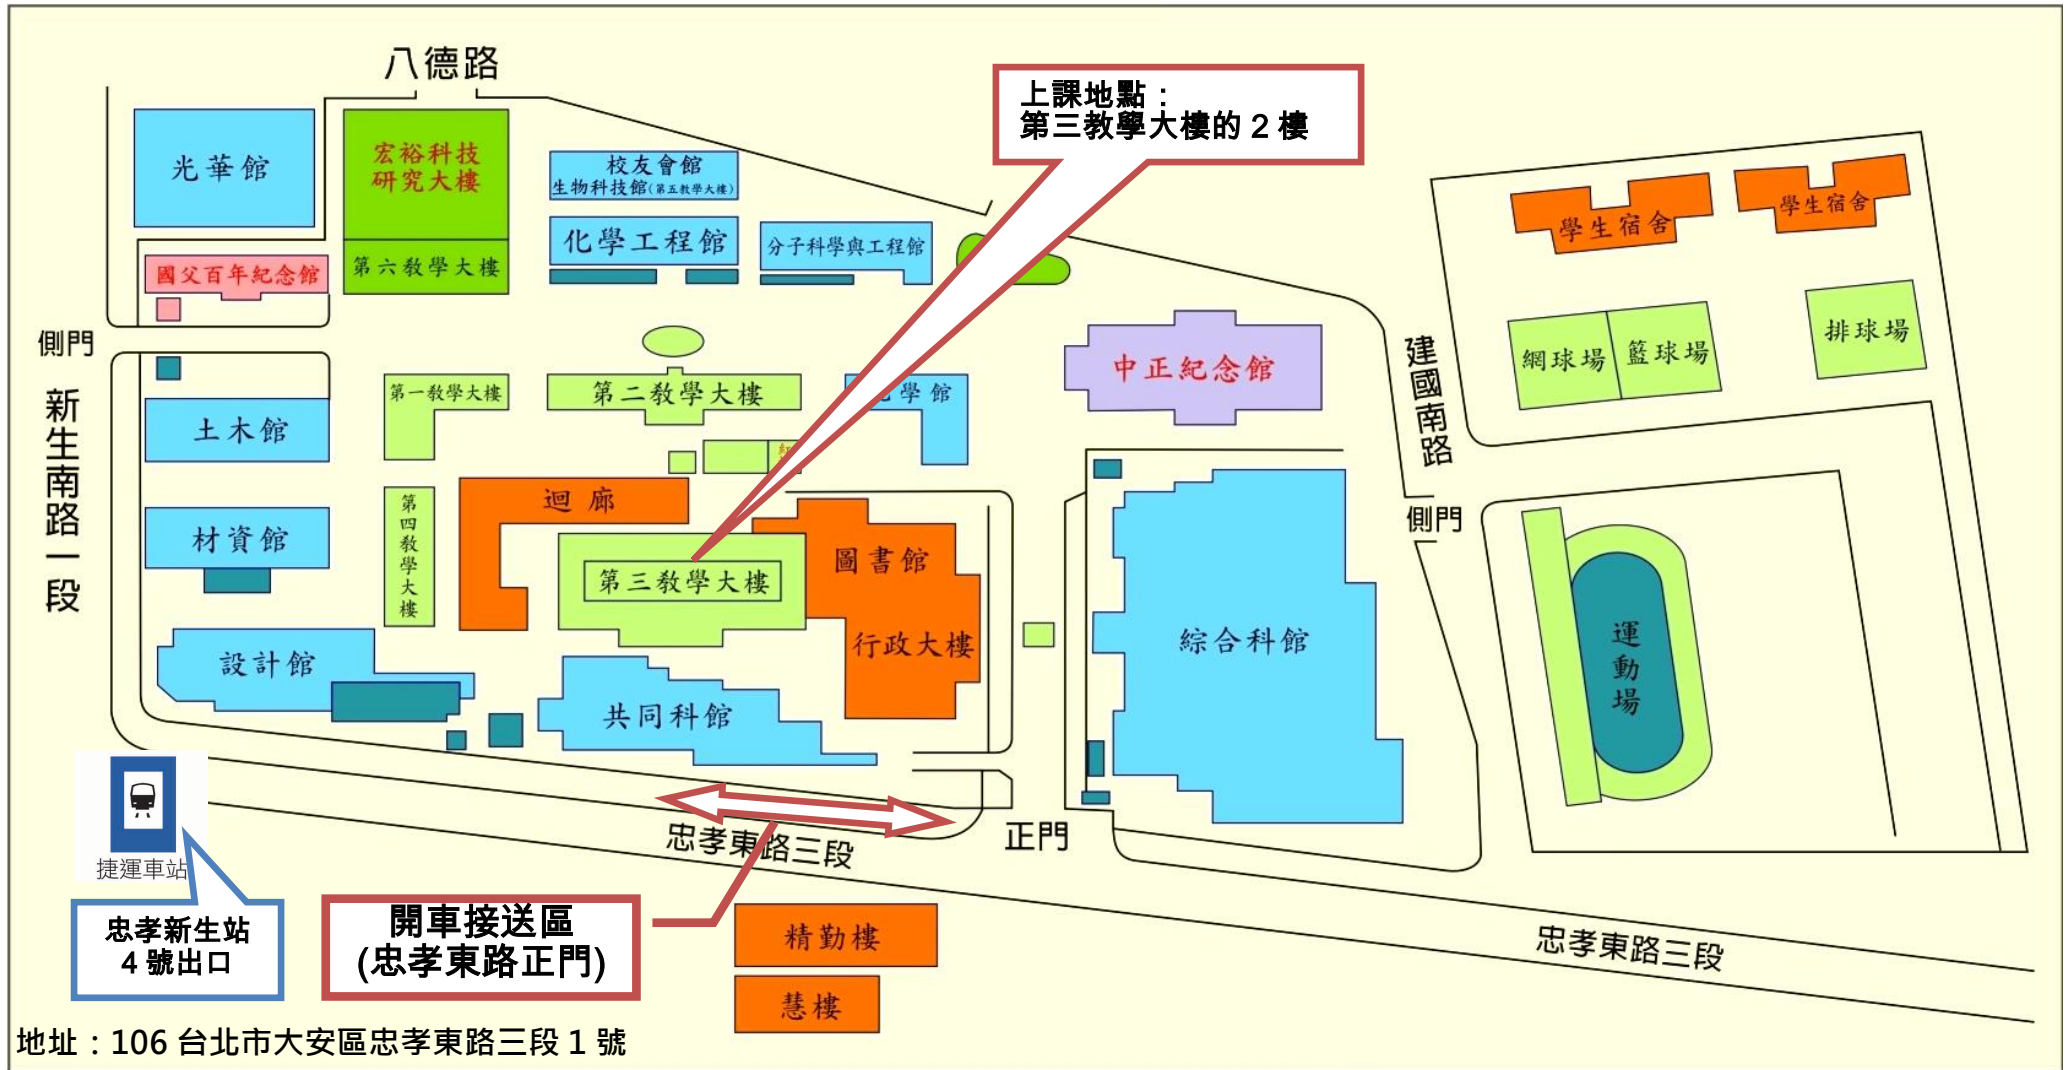 八德路
上課地點：
第三教學大樓的 2 樓
光華館
宏裕科技
研究大樓
校友會館
生物科技館(第五教學大樓)
化學工程館
分子科學與工程館
第六教學大樓
國父百年紀念館
學生宿舍
學生宿舍
側門
新生南路一段
網球場
籃球場
排球場
建國南路
中正紀念館
第一教學大樓
第二教學大樓
學館
土木館
迴廊
第四教學大樓
材資館
側門
圖書館
第三教學大樓
行政大樓
綜合科館
運動場
設計館
共同科館
捷運車站
忠孝東路三段
正門
忠孝新生站
4 號出口
開車接送區
(忠孝東路正門)
精勤樓
慧樓
忠孝東路三段
地址：106 台北市大安區忠孝東路三段 1 號